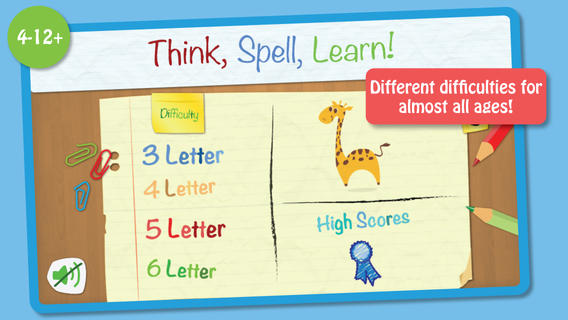 4-12+
Think, Spell, Learn!
Different difficulties for
almost all ages!
Difficulty
3 Letter
4 Letter
5 Letter
6 Letter
High Scores